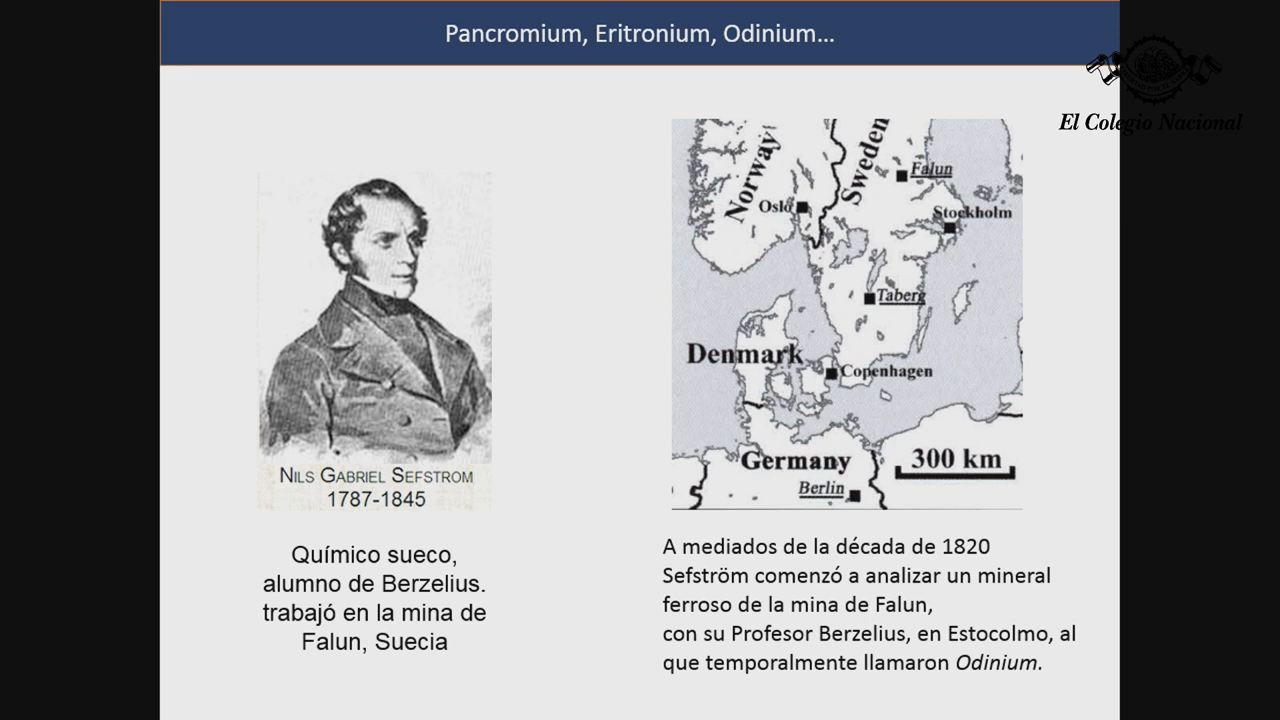 Pancromium, Eritronium, Odinium...
El Colegio Nacional
Norway
Sweden
Falun
Oslo
Stockholm
Taberg
Denmark
Copenhagen
Germany
300 km
Berlin
NILS GABRIEL SEFSTROM
1787-1845
Químico sueco,
alumno de Berzelius.
trabajó en la mina de
Falun, Suecia
A mediados de la década de 1820
Sefström comenzó a analizar un mineral
ferroso de la mina de Falun,
con su Profesor Berzelius, en Estocolmo, al
que temporalmente llamaron Odinium.